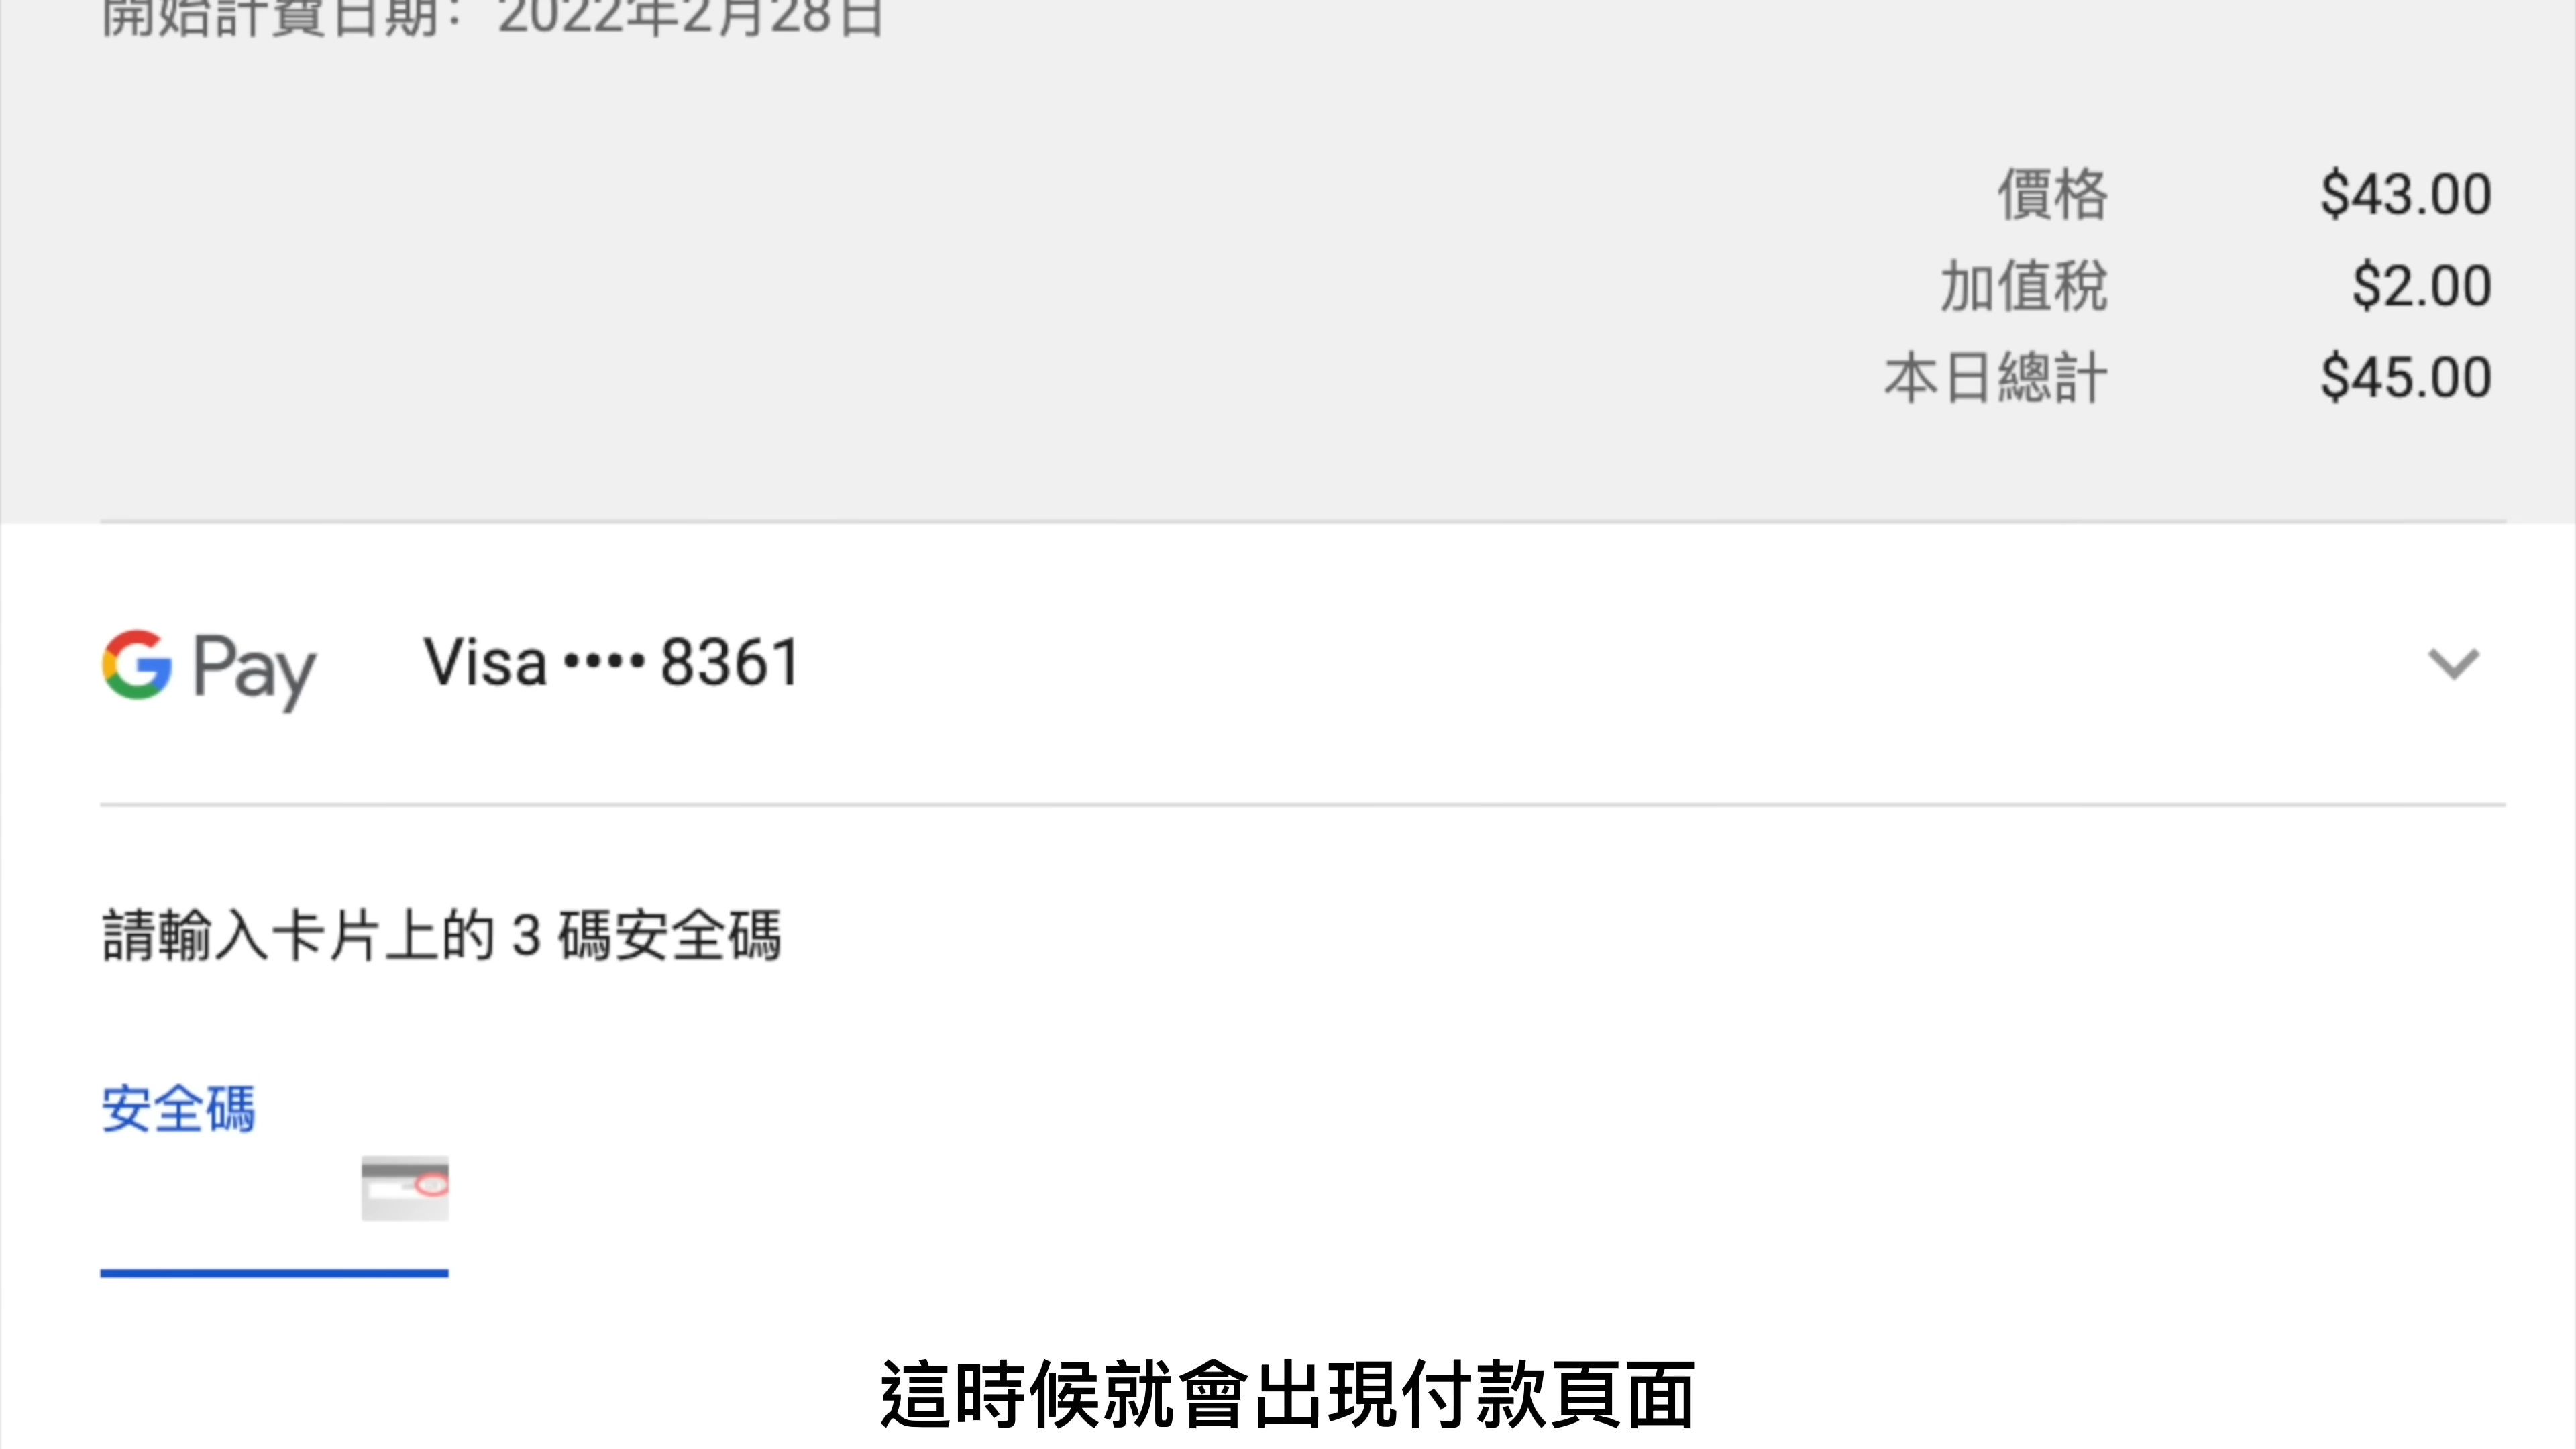 開始計費日期：2022年2月28日
價格 $43.00
加值稅 $2.00
本日總計 $45.00
G Pay Visa •••• 8361
請輸入卡片上的 3 碼安全碼
安全碼
這時候就會出現付款頁面